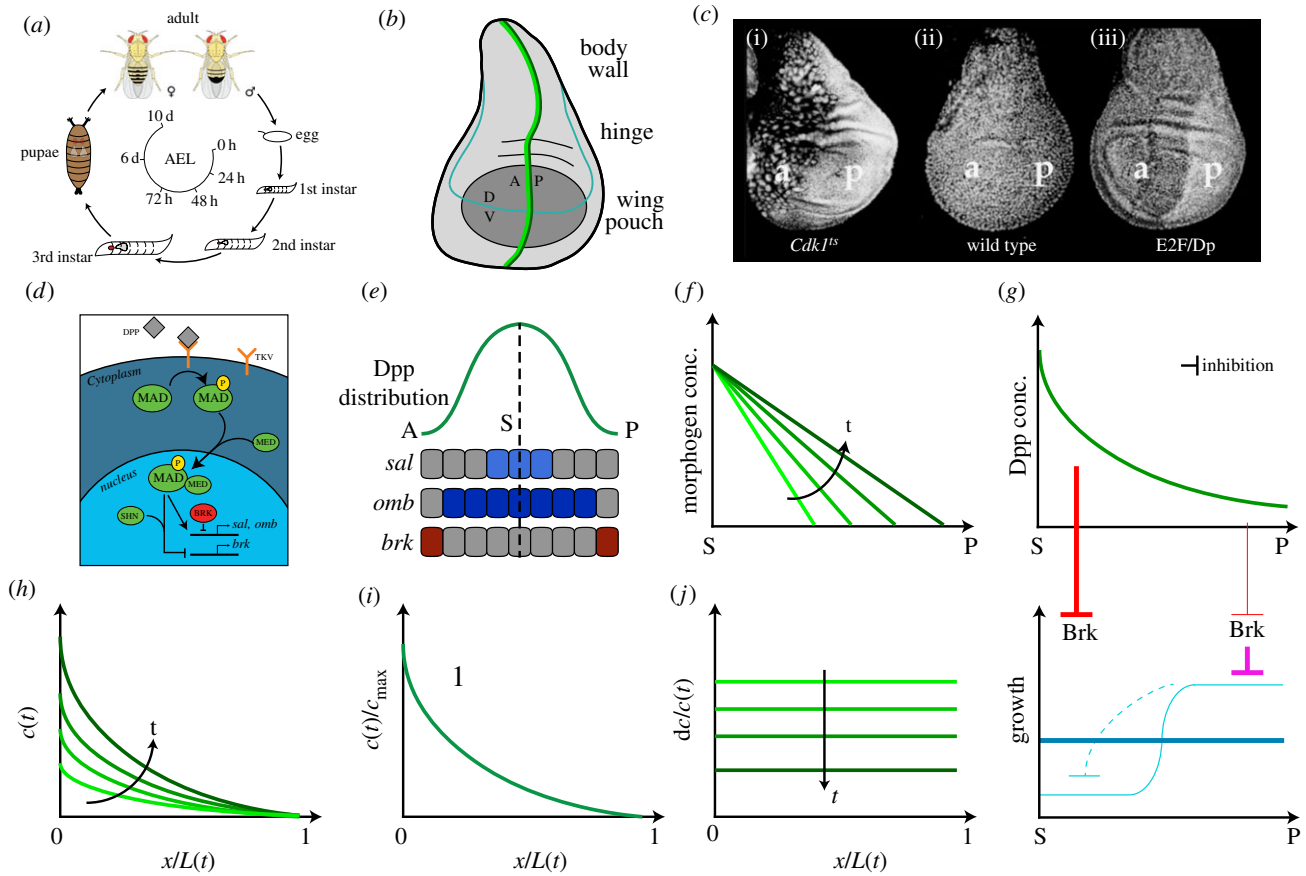 (a)
adult
♀
♂
egg
1st instar
2nd instar
3rd instar
pupae
10 d
6 d
AEL
0 h
24 h
48 h
72 h
(b)
body
wall
hinge
wing
pouch
A P
D
V
(c)
(i) (ii) (iii)
a p a p a p
Cdk1ts wild type E2F/Dp
(d)
DPP
TKV
Cytoplasm
P
MAD MAD
MED
P
nucleus
MAD
MED
SHN
BRK
sal, omb
brk
(e)
Dpp
distribution
S
A P
sal
omb
brk
(f)
morphogen conc.
t
S P
(g)
Dpp conc.
inhibition
S P
Brk Brk
growth
S P
(h)
c(t)
t
0 1
x/L(t)
(i)
c(t)/cmax
1
0 1
x/L(t)
(j)
dc/c(t)
t
0 1
x/L(t)